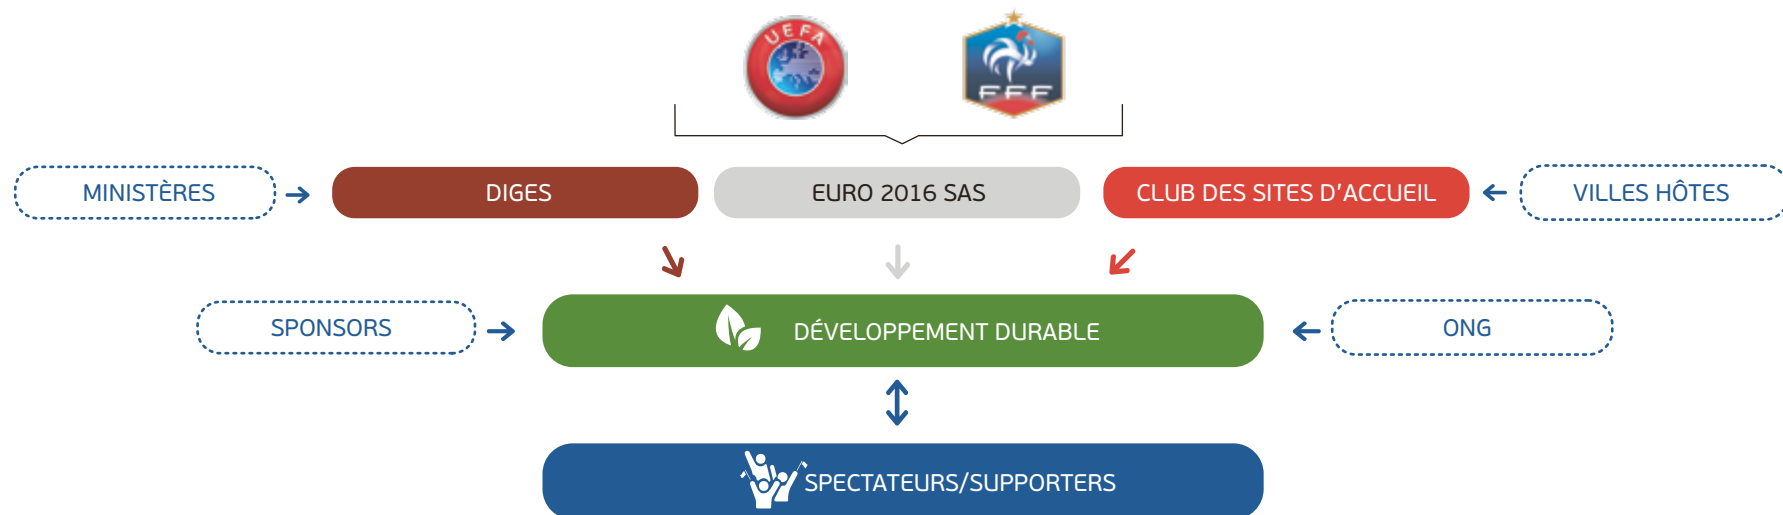 UEFA
FFF
MINISTÈRES
DIGES
EURO 2016 SAS
CLUB DES SITES D'ACCUEIL
VILLES HÔTES
SPONSORS
DÉVELOPPEMENT DURABLE
ONG
SPECTATEURS/SUPPORTERS